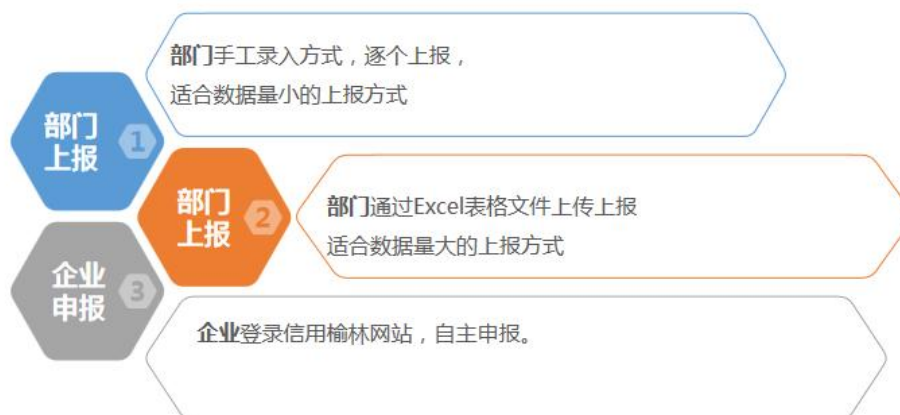 部门手工录入方式，逐个上报，
适合数据量小的上报方式
部门
上报
1
部门
上报
2
部门通过Excel表格文件上传上报
适合数据量大的上报方式
企业
申报
3
企业登录信用榆林网站，自主申报。